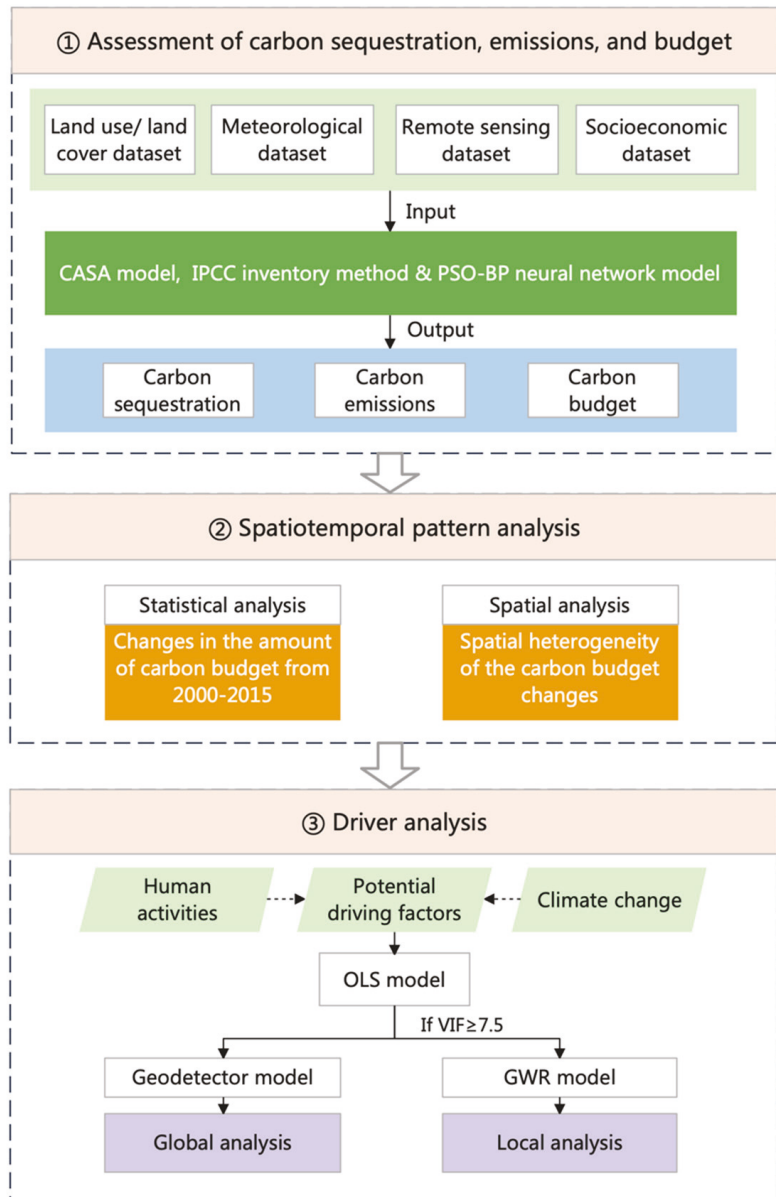 ① Assessment of carbon sequestration, emissions, and budget
Land use/ land
cover dataset
Meteorological
dataset
Remote sensing
dataset
Socioeconomic
dataset
Input
CASA model, IPCC inventory method & PSO-BP neural network model
Output
Carbon
sequestration
Carbon
emissions
Carbon
budget
② Spatiotemporal pattern analysis
Statistical analysis
Changes in the amount
of carbon budget from
2000-2015
Spatial analysis
Spatial heterogeneity
of the carbon budget
changes
③ Driver analysis
Human
activities
Potential
driving factors
Climate change
OLS model
If VIF≥7.5
Geodetector model
GWR model
Global analysis
Local analysis